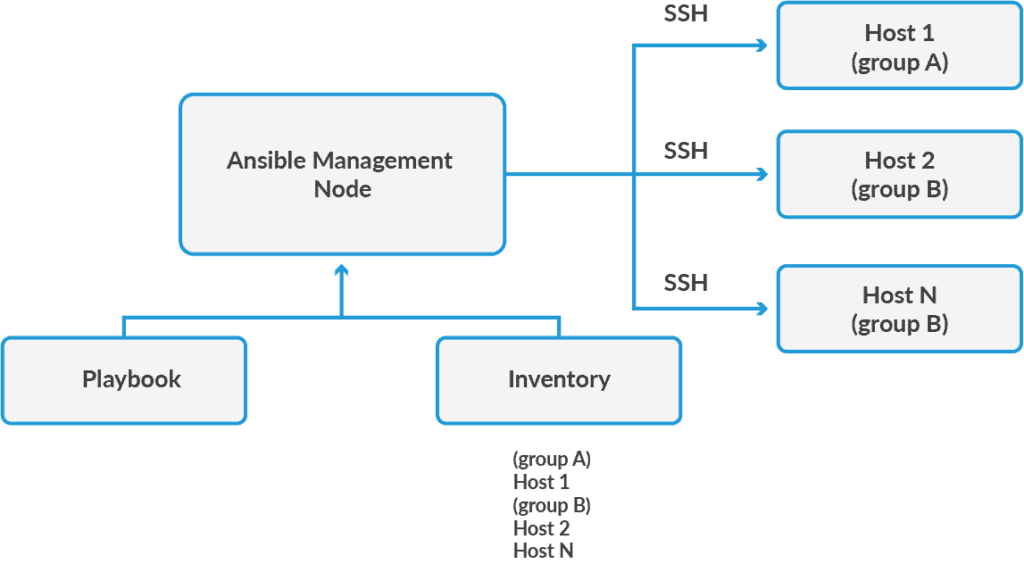 SSH
Host 1
(group A)
Ansible Management
Node
SSH
Host 2
(group B)
SSH
Host N
(group B)
Playbook
Inventory
(group A)
Host 1
(group B)
Host 2
Host N